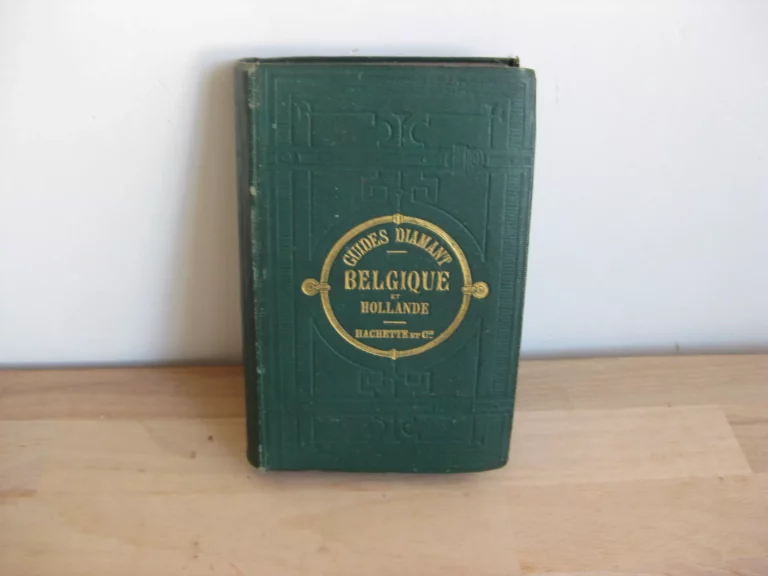 GUIDES DIAMANT
BELGIQUE
ET
HOLLANDE
HACHETTE ET Cie